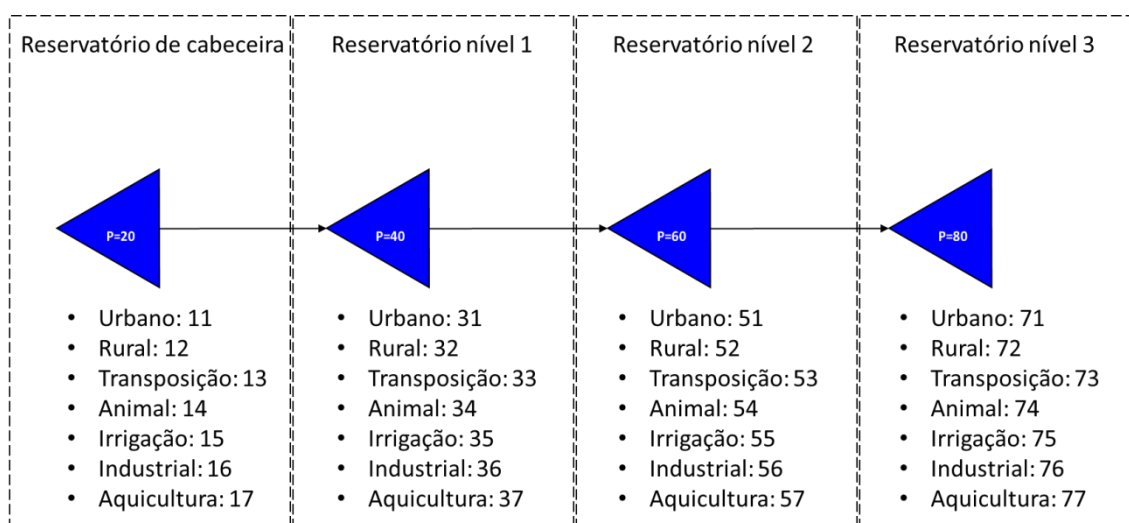 Reservatório de cabeceira
P=20
• Urbano: 11
• Rural: 12
• Transposição: 13
• Animal: 14
• Irrigação: 15
• Industrial: 16
• Aquicultura: 17
Reservatório nível 1
P=40
• Urbano: 31
• Rural: 32
• Transposição: 33
• Animal: 34
• Irrigação: 35
• Industrial: 36
• Aquicultura: 37
Reservatório nível 2
P=60
• Urbano: 51
• Rural: 52
• Transposição: 53
• Animal: 54
• Irrigação: 55
• Industrial: 56
• Aquicultura: 57
Reservatório nível 3
P=80
• Urbano: 71
• Rural: 72
• Transposição: 73
• Animal: 74
• Irrigação: 75
• Industrial: 76
• Aquicultura: 77